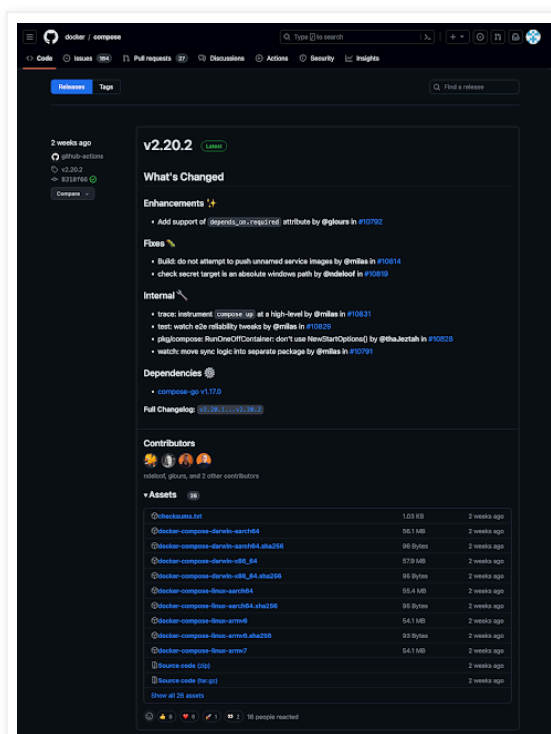 docker / compose
Type / to search
Code
Issues 184
Pull requests 27
Discussions
Actions
Security
Insights
Releases
Tags
Find a release
2 weeks ago
github-actions
v2.20.2
8318f66
Compare
v2.20.2 Latest
What's Changed
Enhancements
• Add support of depends_on.required attribute by @glours in #10792
Fixes
• Build: do not attempt to push unnamed service images by @milas in #10814
• check secret target is an absolute windows path by @ndeloof in #10819
Internal
• trace: instrument compose up at a high-level by @milas in #10831
• test: watch e2e reliability tweaks by @milas in #10829
• pkg/compose: RunOneOffContainer: don't use NewStartOptions() by @thaJeztah in #10828
• watch: move sync logic into separate package by @milas in #10791
Dependencies
• compose-go v1.17.0
Full Changelog: v2.20.1...v2.20.2
Contributors
ndeloof, glours, and 2 other contributors
Assets 26
checksums.txt 1.03 KB 2 weeks ago
docker-compose-darwin-aarch64 56.1 MB 2 weeks ago
docker-compose-darwin-aarch64.sha256 96 Bytes 2 weeks ago
docker-compose-darwin-x86_64 57.9 MB 2 weeks ago
docker-compose-darwin-x86_64.sha256 95 Bytes 2 weeks ago
docker-compose-linux-aarch64 55.4 MB 2 weeks ago
docker-compose-linux-aarch64.sha256 95 Bytes 2 weeks ago
docker-compose-linux-armv6 54.1 MB 2 weeks ago
docker-compose-linux-armv6.sha256 93 Bytes 2 weeks ago
docker-compose-linux-armv7 54.1 MB 2 weeks ago
Source code (zip) 2 weeks ago
Source code (tar.gz) 2 weeks ago
Show all 26 assets
1 2 16 people reacted